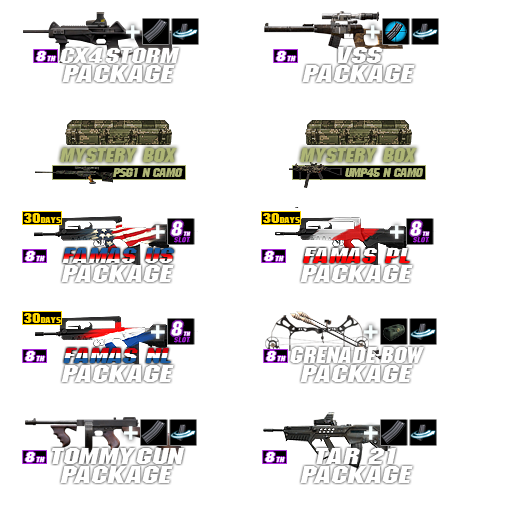 8TH CX4 STORM
PACKAGE
8TH VSS
PACKAGE
MYSTERY BOX
PSG1 N CAMO
MYSTERY BOX
UMP45 N CAMO
30DAYS
8TH SLOT
8TH FAMAS US
PACKAGE
30DAYS
8TH SLOT
8TH FAMAS PL
PACKAGE
30DAYS
8TH SLOT
8TH FAMAS NL
PACKAGE
8TH GRENADE BOW
PACKAGE
8TH TOMMY GUN
PACKAGE
8TH TAR 21
PACKAGE